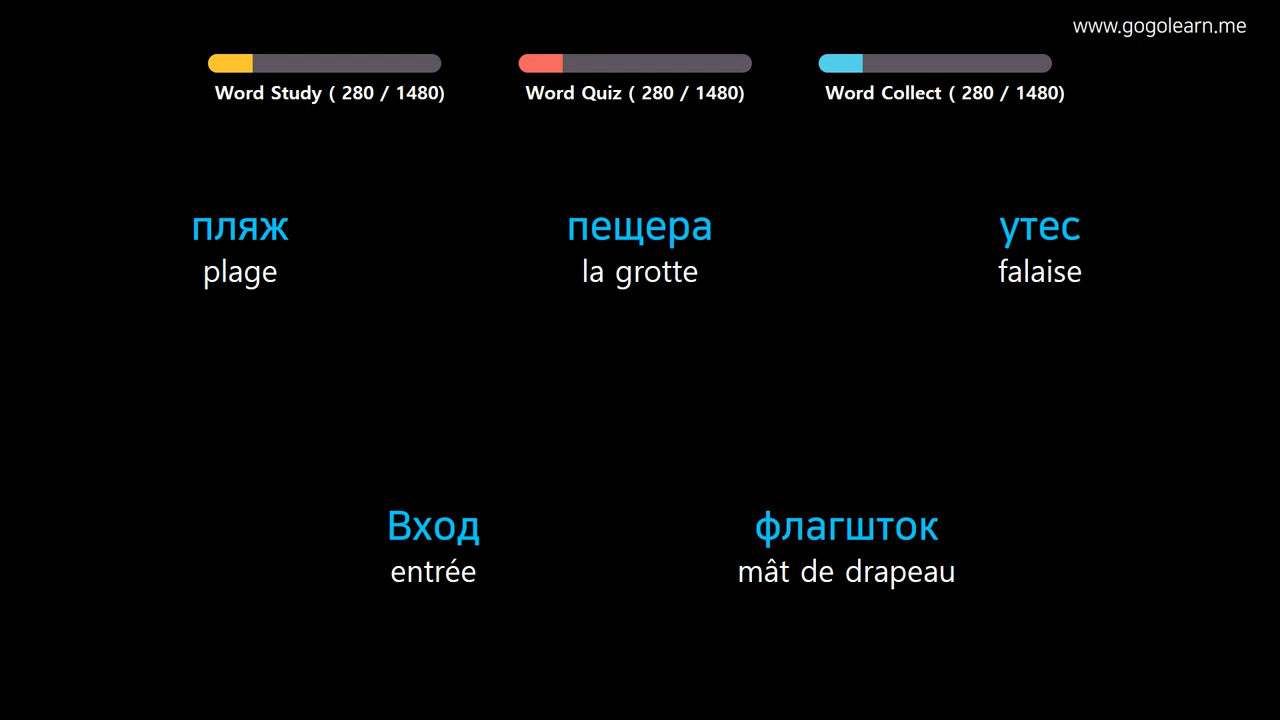 www.gogolearn.me
Word Study ( 280 / 1480)
Word Quiz ( 280 / 1480)
Word Collect ( 280 / 1480)
пляж
plage
пещера
la grotte
утес
falaise
Вход
entrée
флагшток
mât de drapeau